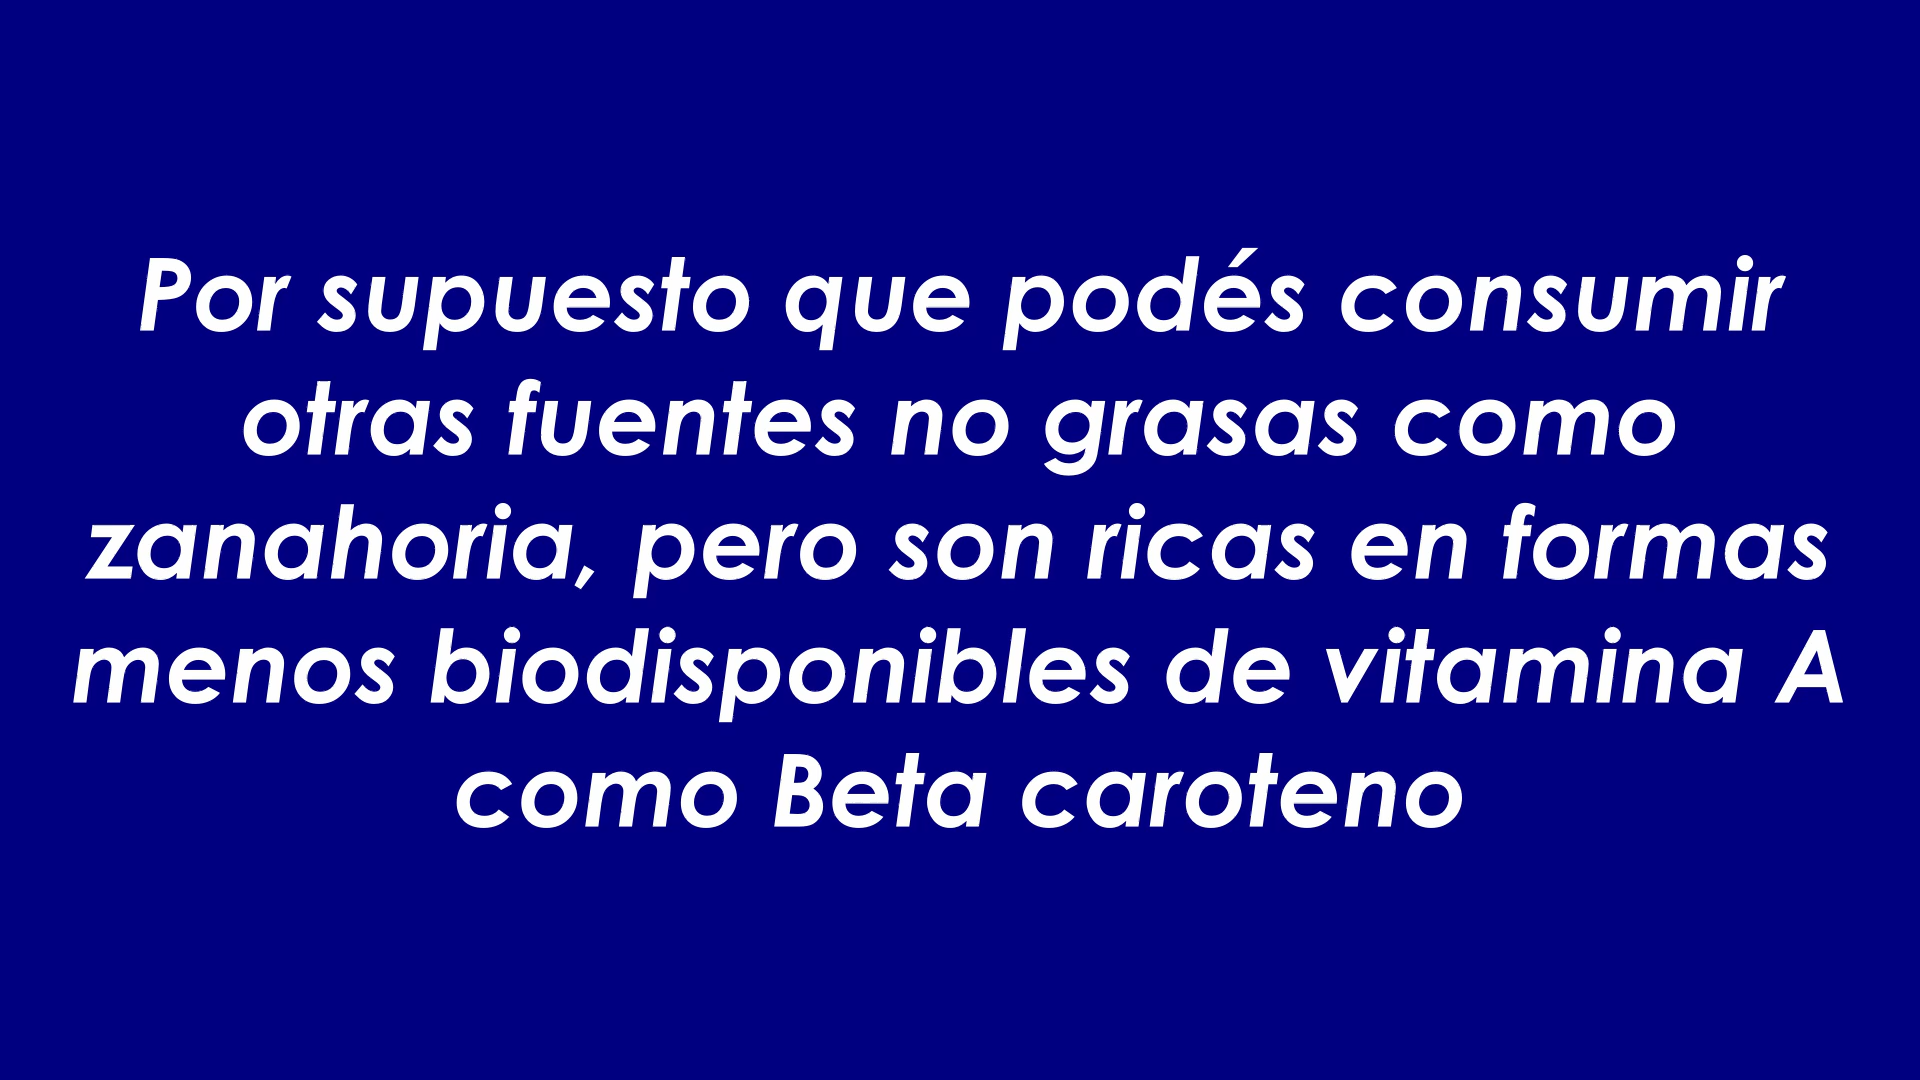 Por supuesto que podés consumir
otras fuentes no grasas como
zanahoria, pero son ricas en formas
menos biodisponibles de vitamina A
como Beta caroteno